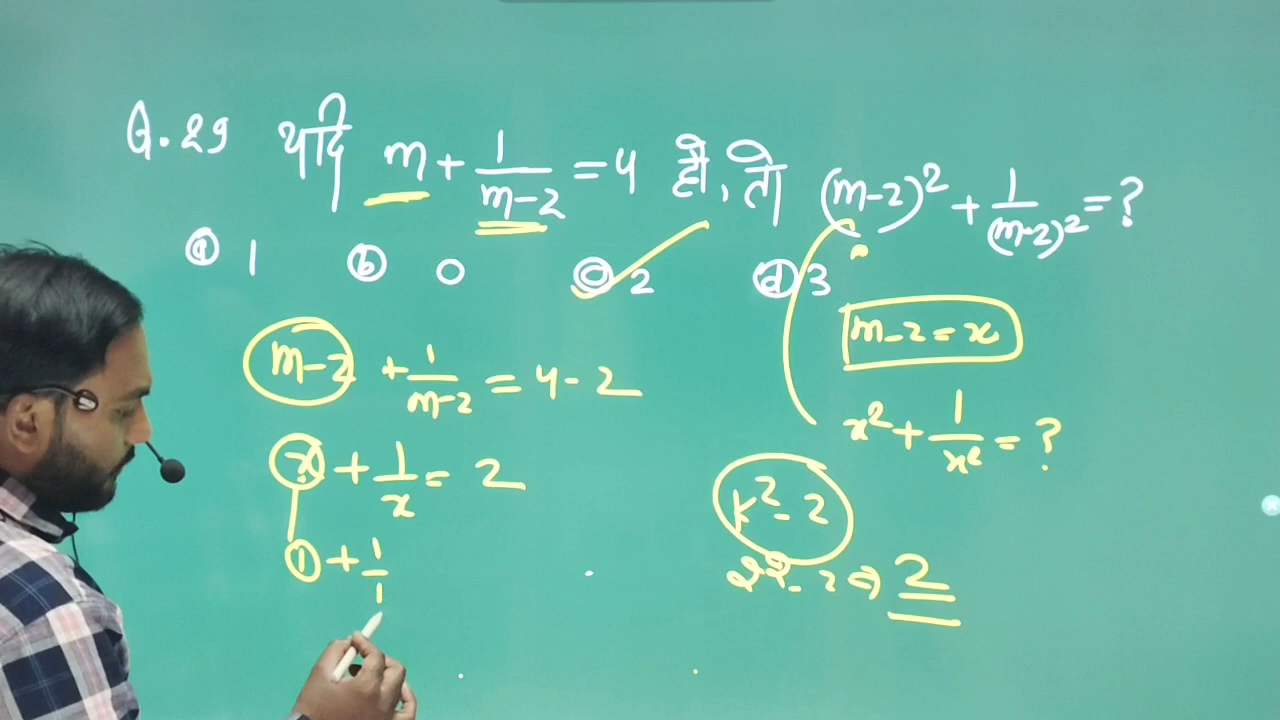 Q.29 यदि m + 1/(m-2) = 4 हो, तो (m-2)² + 1/(m-2)² = ?
ⓐ 1 ⓑ 0 ⓒ 2 ⓓ 3
m-2 + 1/(m-2) = 4-2
m-2 = x
x + 1/x = 2
x² + 1/x² = ?
① + 1/1
k²-2
2²-2 ⇒ 2